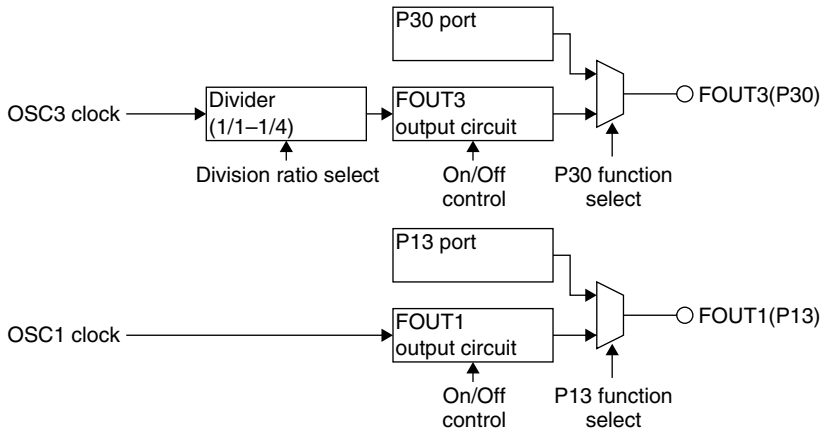 P30 port
OSC3 clock
Divider
(1/1–1/4)
FOUT3
output circuit
FOUT3(P30)
Division ratio select
On/Off
control
P30 function
select
P13 port
OSC1 clock
FOUT1
output circuit
FOUT1(P13)
On/Off
control
P13 function
select